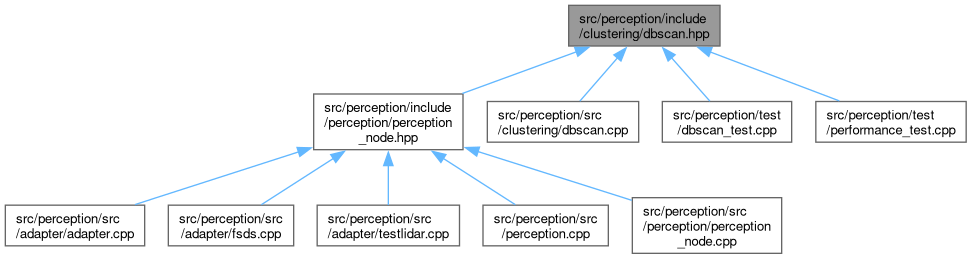 src/perception/include
/clustering/dbscan.hpp
src/perception/include
/perception/perception
_node.hpp
src/perception/src
/clustering/dbscan.cpp
src/perception/test
/dbscan_test.cpp
src/perception/test
/performance_test.cpp
src/perception/src
/adapter/adapter.cpp
src/perception/src
/adapter/fsds.cpp
src/perception/src
/adapter/testlidar.cpp
src/perception/src
/perception.cpp
src/perception/src
/perception/perception
_node.cpp